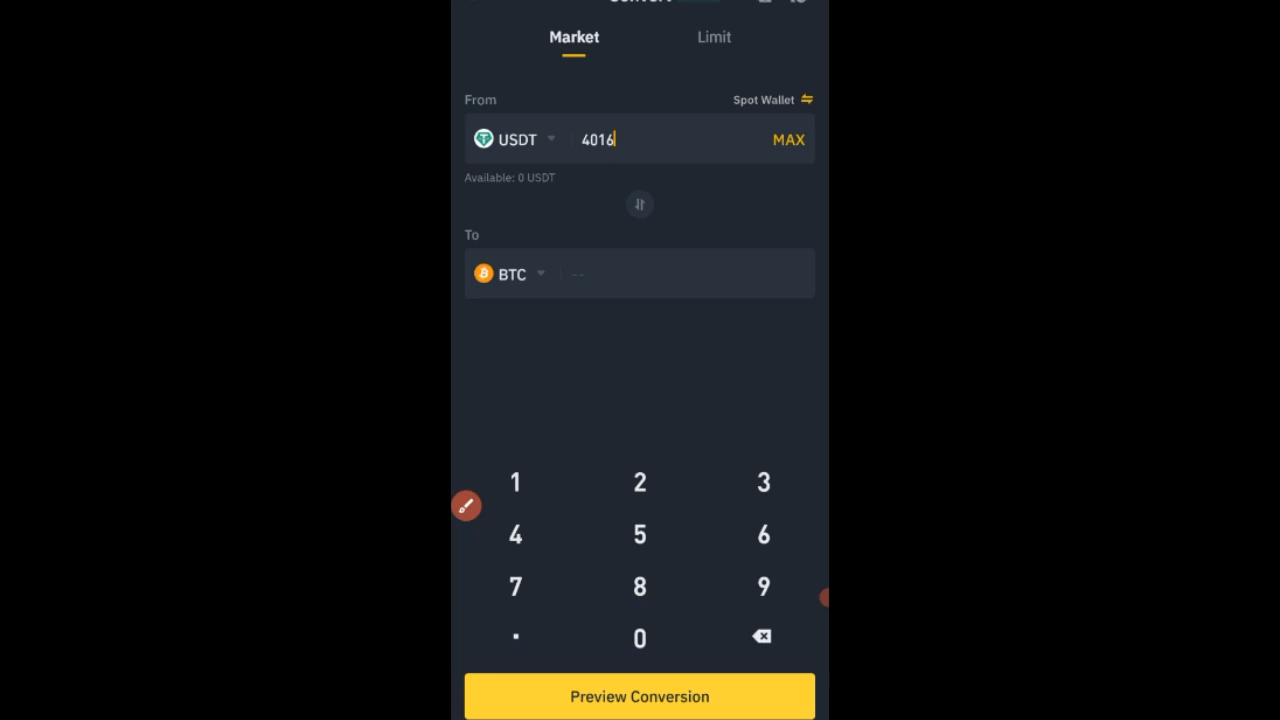 Convert
Market Limit
From Spot Wallet
USDT 4016 MAX
Available: 0 USDT
To
BTC --
1 2 3
4 5 6
7 8 9
. 0
Preview Conversion